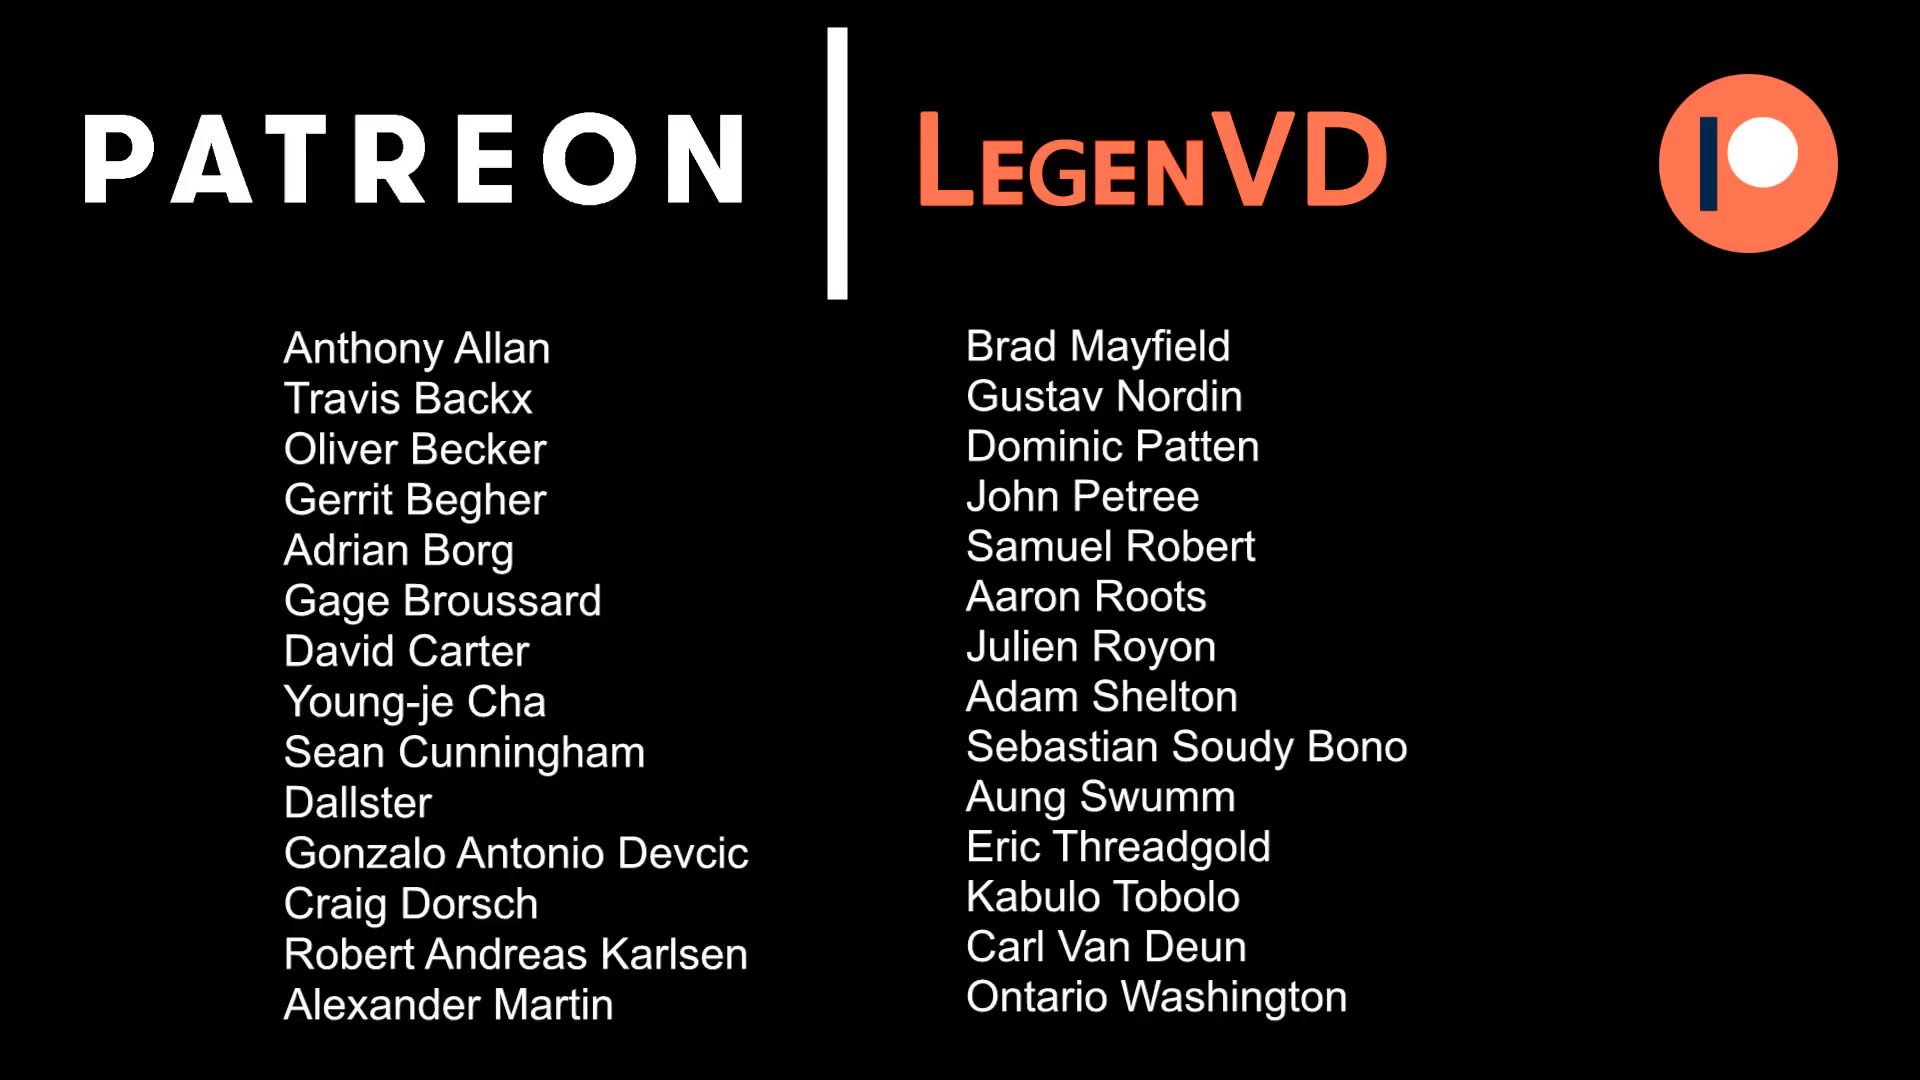 PATREON
LEGENVD
Anthony Allan
Travis Backx
Oliver Becker
Gerrit Begher
Adrian Borg
Gage Broussard
David Carter
Young-je Cha
Sean Cunningham
Dallster
Gonzalo Antonio Devcic
Craig Dorsch
Robert Andreas Karlsen
Alexander Martin
Brad Mayfield
Gustav Nordin
Dominic Patten
John Petree
Samuel Robert
Aaron Roots
Julien Royon
Adam Shelton
Sebastian Soudy Bono
Aung Swumm
Eric Threadgold
Kabulo Tobolo
Carl Van Deun
Ontario Washington